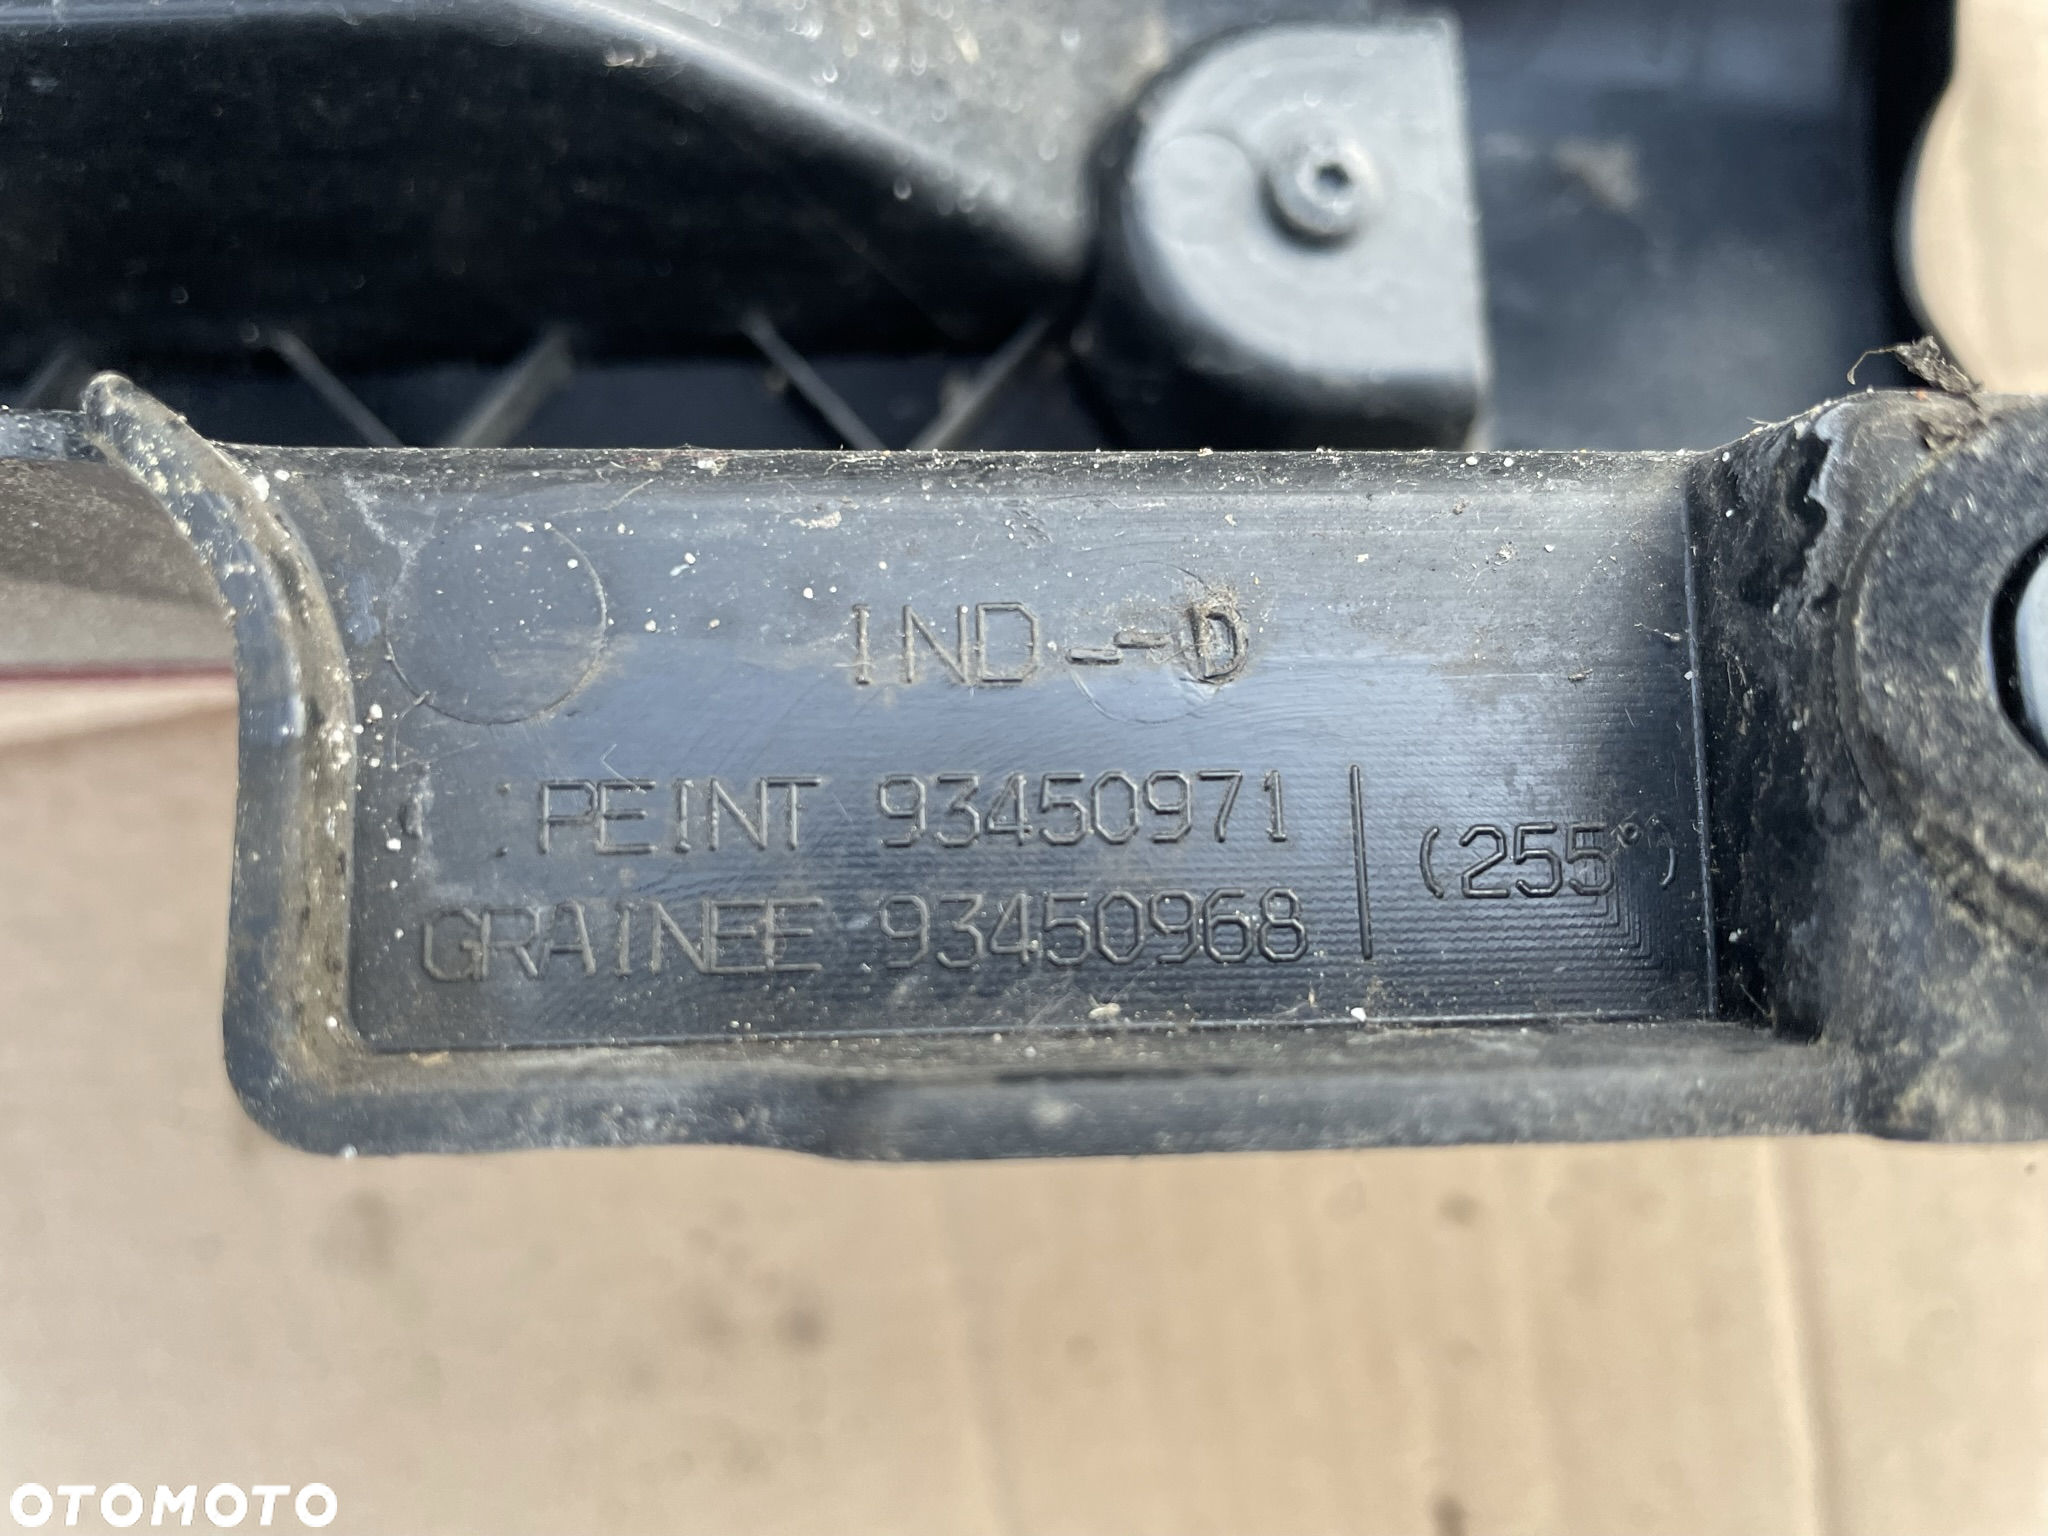 IND - D
PEINT 93450971
GRAINEE 93450968
(255°)
OTOMOTO